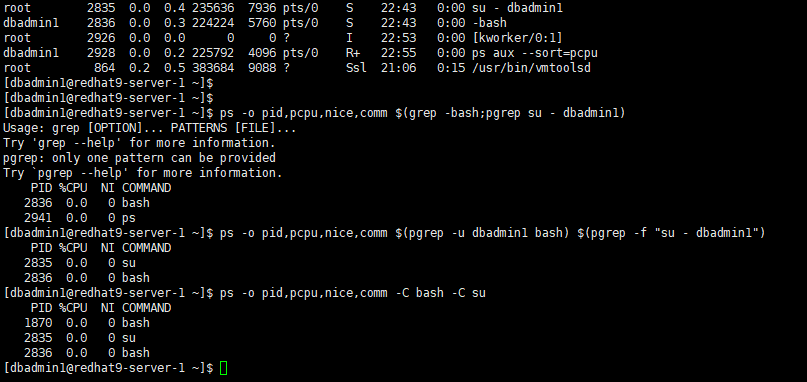 root      2835  0.0  0.4 235636  7936 pts/0    S    22:43   0:00 su - dbadmin1
dbadmin1  2836  0.0  0.3 224224  5760 pts/0    S    22:43   0:00 -bash
root      2926  0.0  0.0      0     0 ?        I    22:53   0:00 [kworker/0:1]
dbadmin1  2928  0.0  0.2 225792  4096 pts/0    R+   22:55   0:00 ps aux --sort=pcpu
root       864  0.2  0.5 383684  9088 ?        Ssl  21:06   0:15 /usr/bin/vmtoolsd
[dbadmin1@redhat9-server-1 ~]$
[dbadmin1@redhat9-server-1 ~]$
[dbadmin1@redhat9-server-1 ~]$ ps -o pid,pcpu,nice,comm $(grep -bash;pgrep su - dbadmin1)
Usage: grep [OPTION]... PATTERNS [FILE]...
Try 'grep --help' for more information.
pgrep: only one pattern can be provided
Try `pgrep --help' for more information.
    PID %CPU  NI COMMAND
   2836  0.0   0 bash
   2941  0.0   0 ps
[dbadmin1@redhat9-server-1 ~]$ ps -o pid,pcpu,nice,comm $(pgrep -u dbadmin1 bash) $(pgrep -f "su - dbadmin1")
    PID %CPU  NI COMMAND
   2835  0.0   0 su
   2836  0.0   0 bash
[dbadmin1@redhat9-server-1 ~]$ ps -o pid,pcpu,nice,comm -C bash -C su
    PID %CPU  NI COMMAND
   1870  0.0   0 bash
   2835  0.0   0 su
   2836  0.0   0 bash
[dbadmin1@redhat9-server-1 ~]$